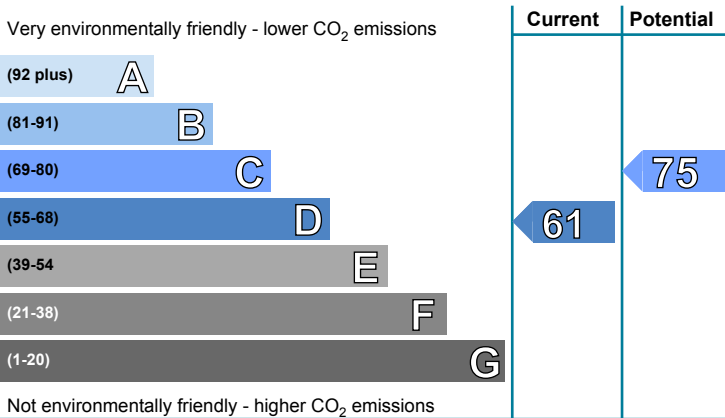 Very environmentally friendly - lower CO2 emissions
Current
Potential
(92 plus) A
(81-91) B
(69-80) C
75
(55-68) D
61
(39-54 E
(21-38) F
(1-20) G
Not environmentally friendly - higher CO2 emissions